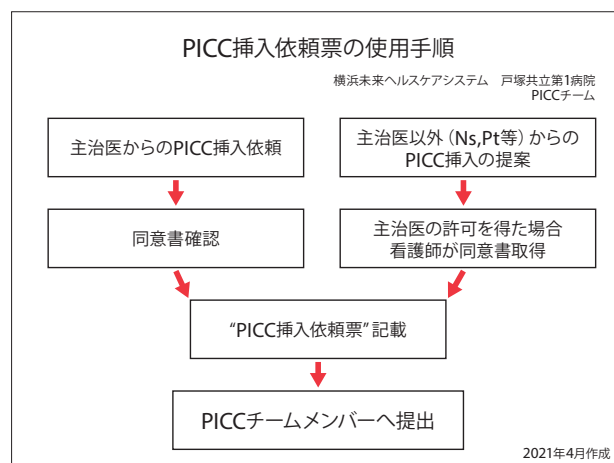 PICC挿入依頼票の使用手順
横浜未来ヘルスケアシステム　戸塚共立第1病院
PICCチーム
主治医からのPICC挿入依頼
主治医以外（Ns,Pt等）からの
PICC挿入の提案
同意書確認
主治医の許可を得た場合
看護師が同意書取得
“PICC挿入依頼票”記載
PICCチームメンバーへ提出
2021年4月作成